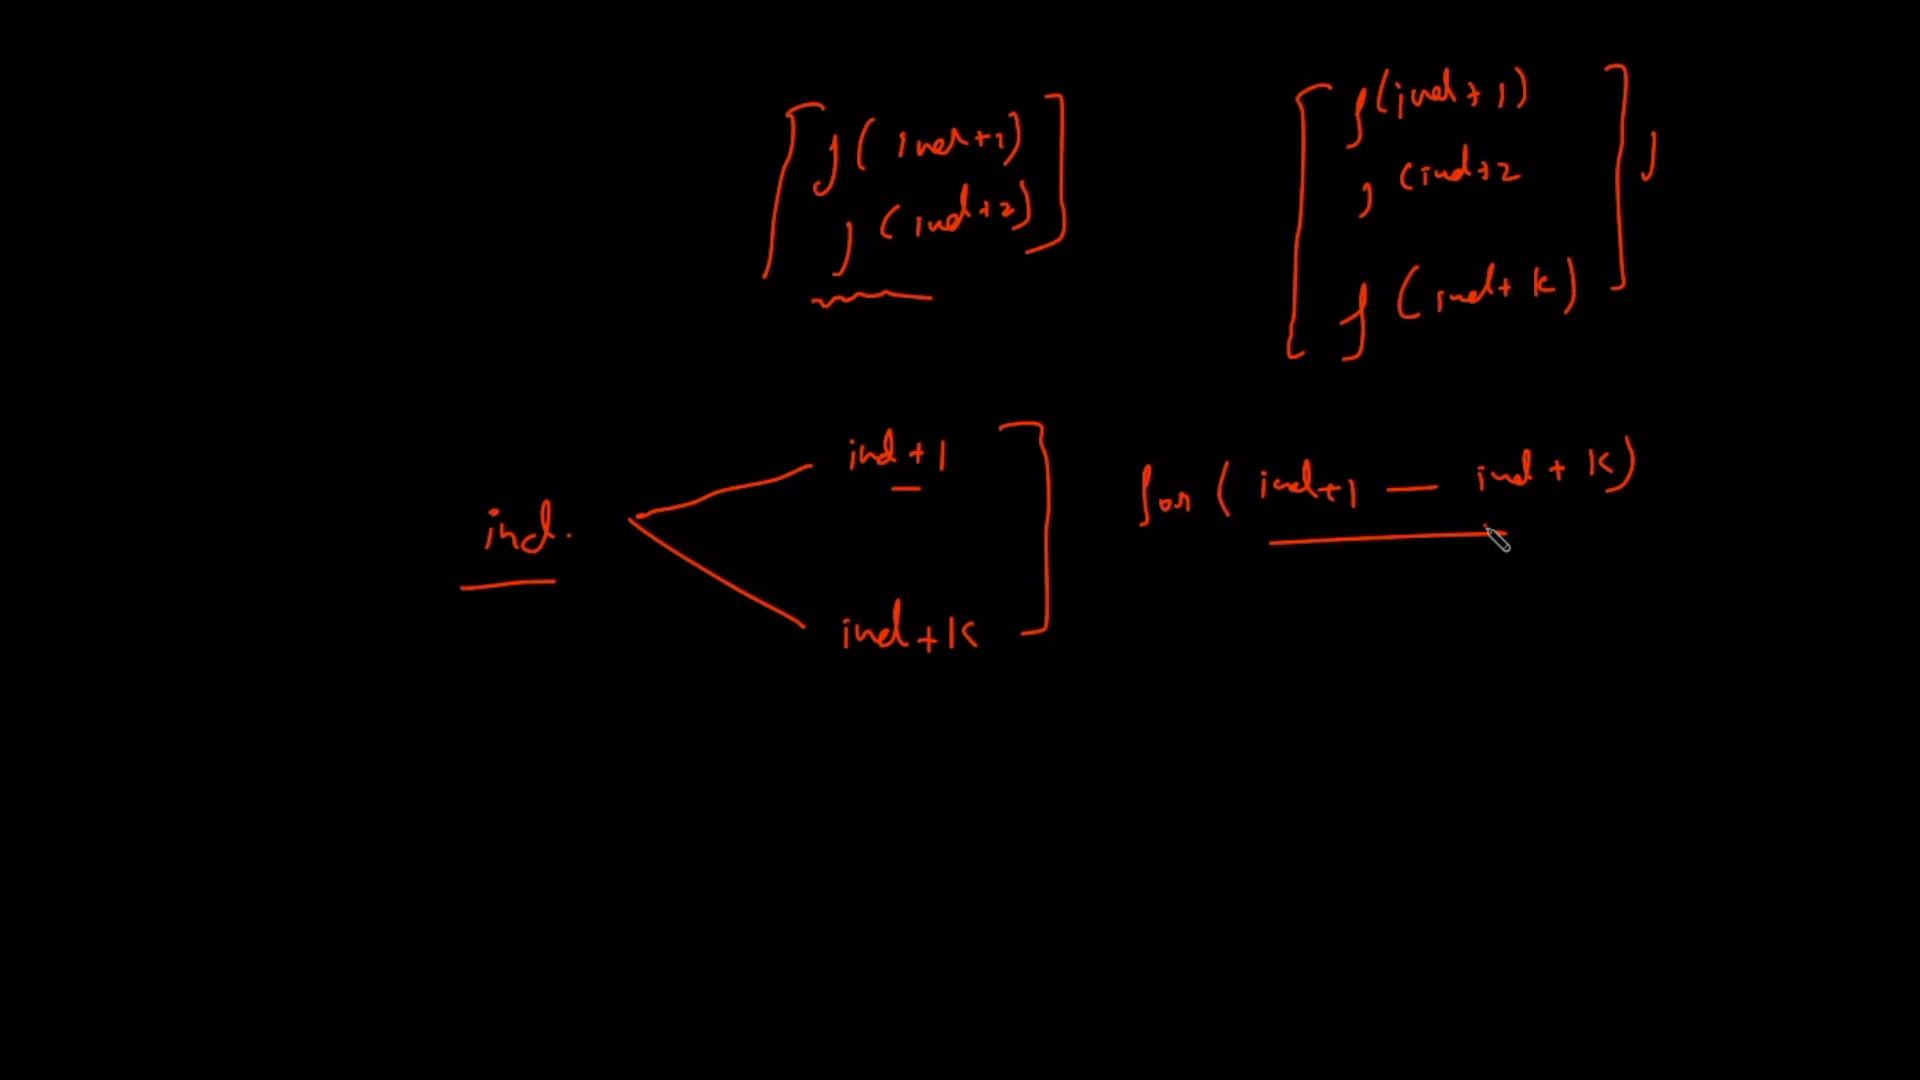 f(ind+1)
f(ind+2)
f(ind+1)
f(ind+2
f(ind+k)
ind+1
ind.
ind+k
for(ind+1 — ind+k)